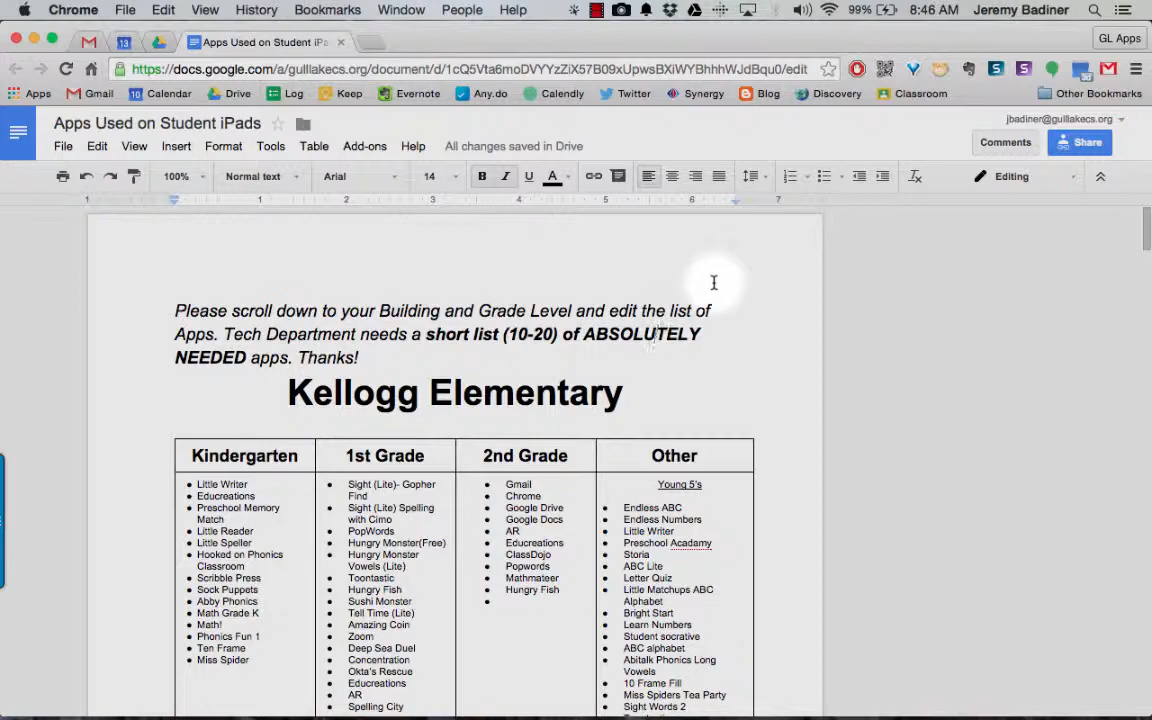 Chrome File Edit View History Bookmarks Window People Help 99% 8:46 AM Jeremy Badiner
13 Apps Used on Student iPa GL Apps
https://docs.google.com/a/gulllakecs.org/document/d/1cQ5Vta6moDVYYzZiX57B09xUpwsBXiWYBhhhWJdBqu0/edit
Apps Gmail 10 Calendar Drive Log Keep Evernote Any.do Calendly Twitter Synergy Blog Discovery Classroom Other Bookmarks
Apps Used on Student iPads jbadiner@gulllakecs.org
File Edit View Insert Format Tools Table Add-ons Help All changes saved in Drive Comments Share
100% Normal text Arial 14 B I U A Editing
1 1 2 3 4 5 6 7
Please scroll down to your Building and Grade Level and edit the list of
Apps. Tech Department needs a short list (10-20) of ABSOLUTELY
NEEDED apps. Thanks!
Kellogg Elementary
Kindergarten
Little Writer
Educreations
Preschool Memory
Match
Little Reader
Little Speller
Hooked on Phonics
Classroom
Scribble Press
Sock Puppets
Abby Phonics
Math Grade K
Math!
Phonics Fun 1
Ten Frame
Miss Spider
1st Grade
Sight (Lite)- Gopher
Find
Sight (Lite) Spelling
with Cimo
PopWords
Hungry Monster(Free)
Hungry Monster
Vowels (Lite)
Toontastic
Hungry Fish
Sushi Monster
Tell Time (Lite)
Amazing Coin
Zoom
Deep Sea Duel
Concentration
Okta's Rescue
Educreations
AR
Spelling City
2nd Grade
Gmail
Chrome
Google Drive
Google Docs
AR
Educreations
ClassDojo
Popwords
Mathmateer
Hungry Fish
Other
Young 5's
Endless ABC
Endless Numbers
Little Writer
Preschool Acadamy
Storia
ABC Lite
Letter Quiz
Little Matchups ABC
Alphabet
Bright Start
Learn Numbers
Student socrative
ABC alphabet
Abitalk Phonics Long
Vowels
10 Frame Fill
Miss Spiders Tea Party
Sight Words 2